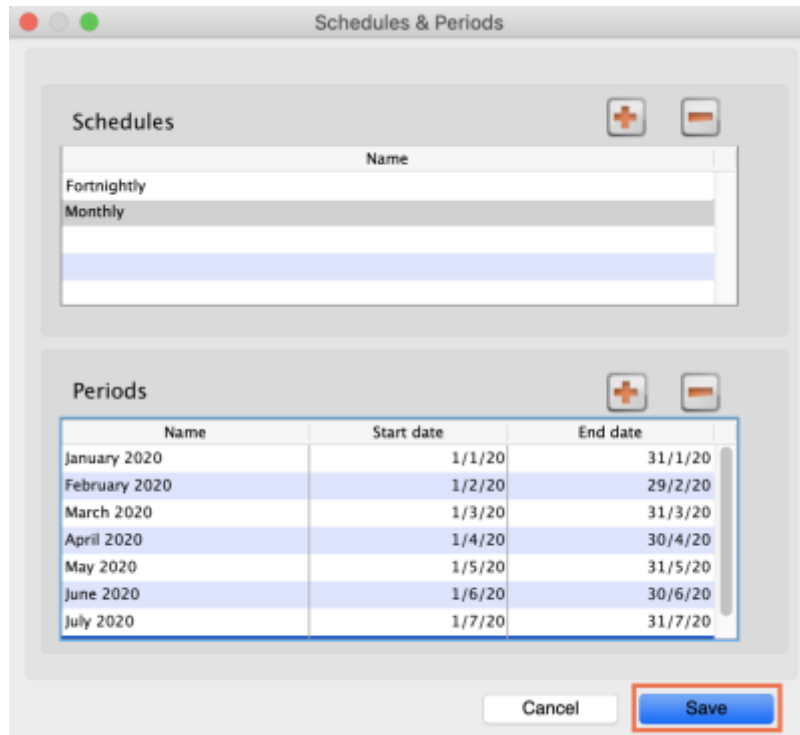 Schedules & Periods
Schedules
Name
Fortnightly
Monthly
Periods
Name Start date End date
January 2020 1/1/20 31/1/20
February 2020 1/2/20 29/2/20
March 2020 1/3/20 31/3/20
April 2020 1/4/20 30/4/20
May 2020 1/5/20 31/5/20
June 2020 1/6/20 30/6/20
July 2020 1/7/20 31/7/20
Cancel Save